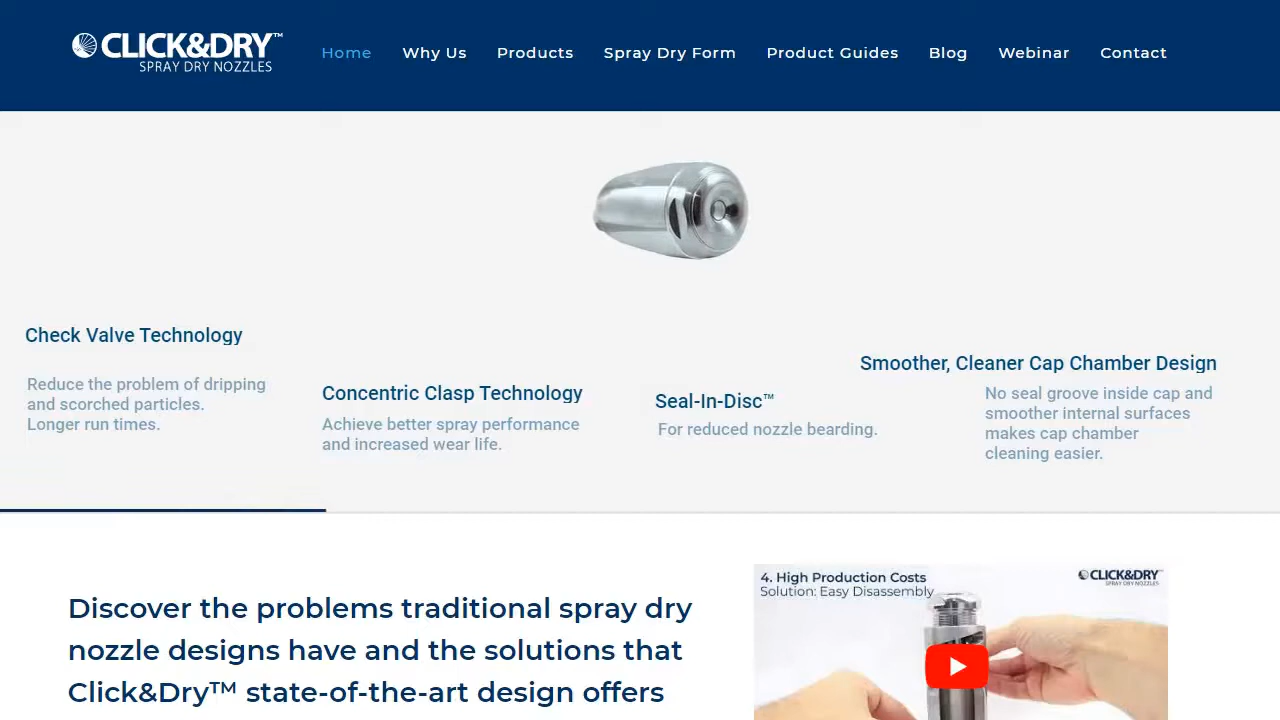 CLICK&DRY™
SPRAY DRY NOZZLES
Home
Why Us
Products
Spray Dry Form
Product Guides
Blog
Webinar
Contact
Check Valve Technology
Reduce the problem of dripping
and scorched particles.
Longer run times.
Concentric Clasp Technology
Achieve better spray performance
and increased wear life.
Seal-In-Disc™
For reduced nozzle bearding.
Smoother, Cleaner Cap Chamber Design
No seal groove inside cap and
smoother internal surfaces
makes cap chamber
cleaning easier.
Discover the problems traditional spray dry
nozzle designs have and the solutions that
Click&Dry™ state-of-the-art design offers
4. High Production Costs
Solution: Easy Disassembly
CLICK&DRY™
SPRAY DRY NOZZLES